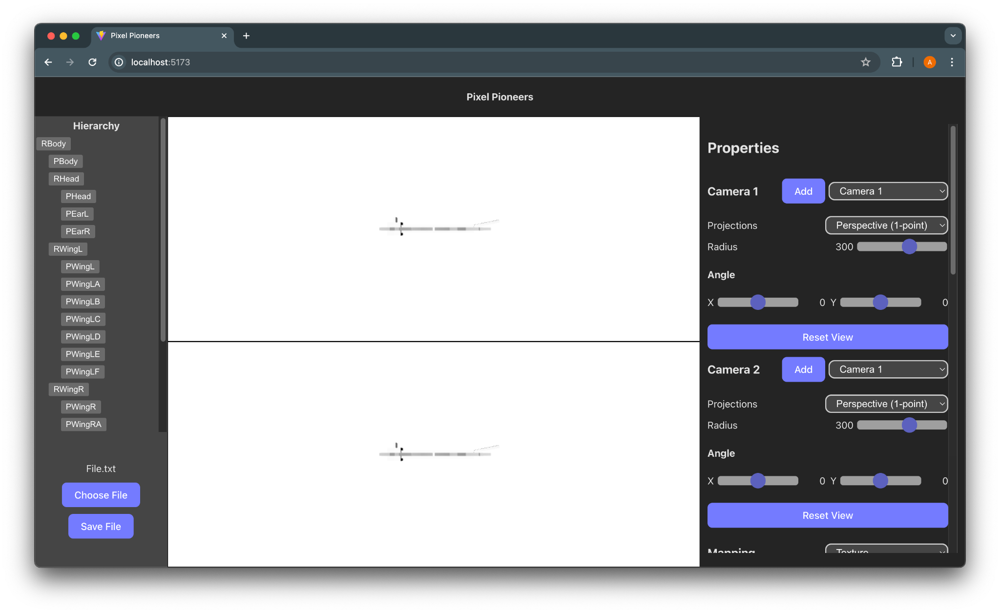 Pixel Pioneers
localhost:5173
A
Pixel Pioneers
Hierarchy
RBody
PBody
RHead
PHead
PEarL
PEarR
RWingL
PWingL
PWingLA
PWingLB
PWingLC
PWingLD
PWingLE
PWingLF
RWingR
PWingR
PWingRA
File.txt
Choose File
Save File
Properties
Camera 1 Add Camera 1
Projections Perspective (1-point)
Radius 300
Angle
X 0 Y 0
Reset View
Camera 2 Add Camera 1
Projections Perspective (1-point)
Radius 300
Angle
X 0 Y 0
Reset View
Mapping Texture